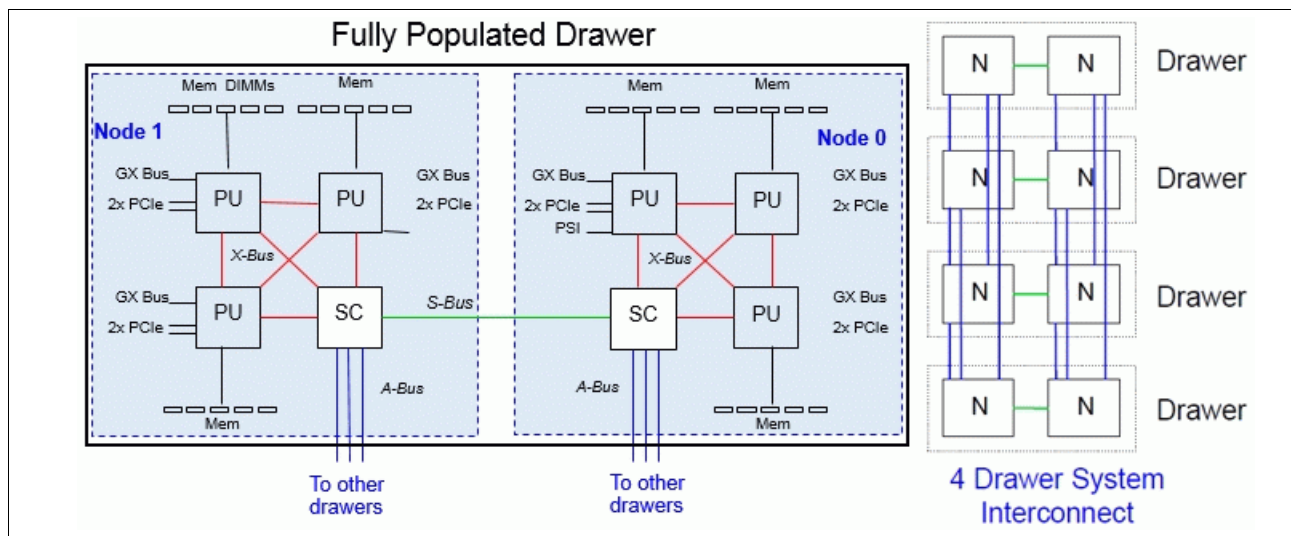 Fully Populated Drawer
Mem DIMMs
Mem
Node 1
GX Bus
2x PCIe
PU
PU
GX Bus
2x PCIe
X-Bus
GX Bus
2x PCIe
PU
SC
S-Bus
A-Bus
Mem
To other
drawers
Mem
Mem
Node 0
GX Bus
2x PCIe
PSI
PU
PU
GX Bus
2x PCIe
X-Bus
SC
PU
GX Bus
2x PCIe
A-Bus
Mem
To other
drawers
N
N
Drawer
N
N
Drawer
N
N
Drawer
N
N
Drawer
4 Drawer System
Interconnect